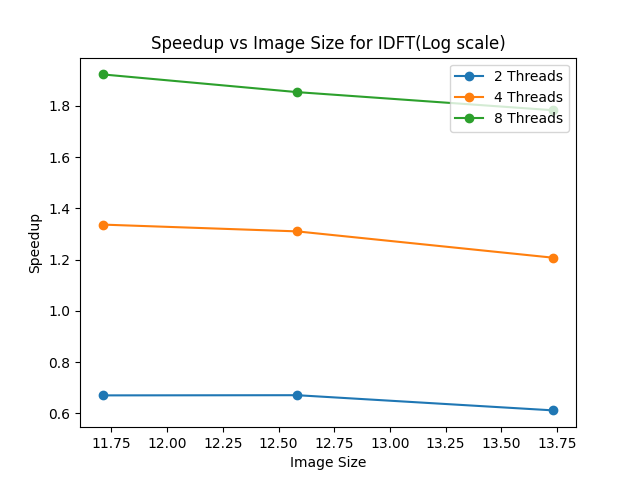 Speedup vs Image Size for IDFT(Log scale)
2 Threads
4 Threads
8 Threads
Speedup
1.8
1.6
1.4
1.2
1.0
0.8
0.6
11.75 12.00 12.25 12.50 12.75 13.00 13.25 13.50 13.75
Image Size